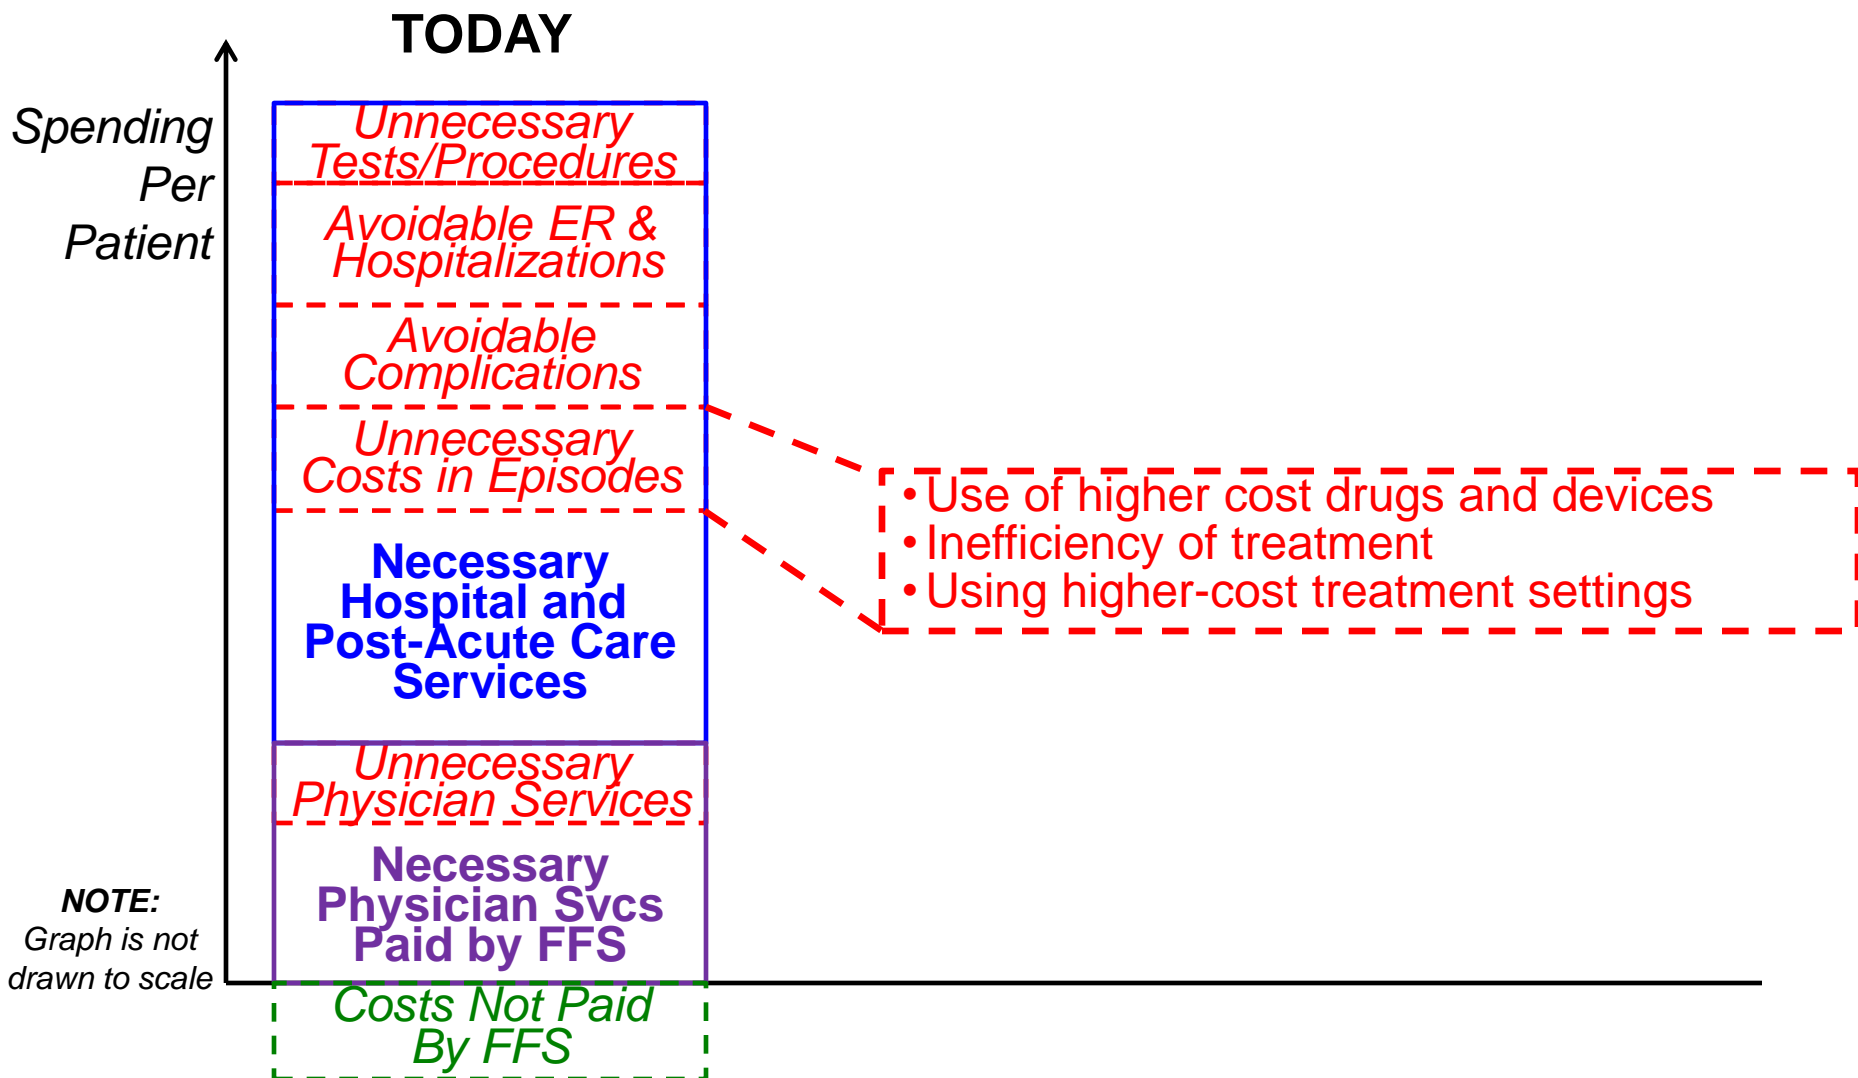 TODAY
Spending
Per
Patient
Unnecessary
Tests/Procedures
Avoidable ER &
Hospitalizations
Avoidable
Complications
Unnecessary
Costs in Episodes
• Use of higher cost drugs and devices
• Inefficiency of treatment
• Using higher-cost treatment settings
Necessary
Hospital and
Post-Acute Care
Services
Unnecessary
Physician Services
Necessary
Physician Svcs
Paid by FFS
NOTE:
Graph is not
drawn to scale
Costs Not Paid
By FFS